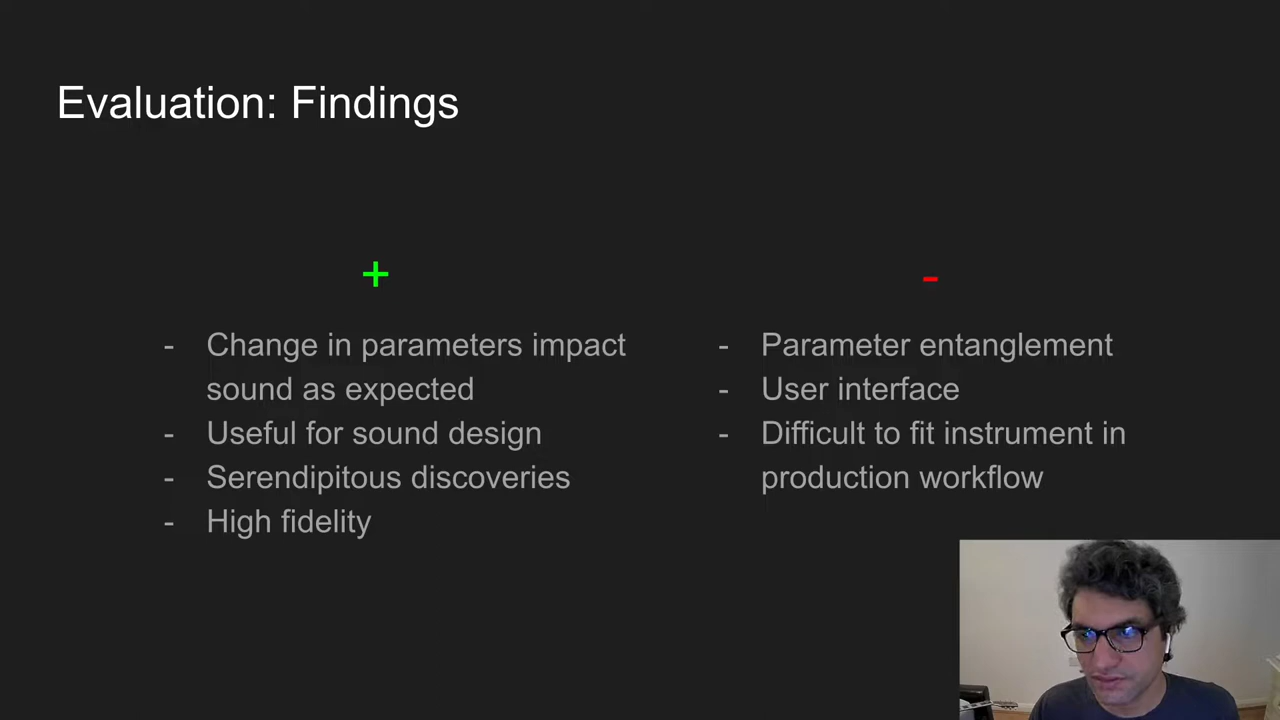 Evaluation: Findings
+
- Change in parameters impact
sound as expected
- Useful for sound design
- Serendipitous discoveries
- High fidelity
-
- Parameter entanglement
- User interface
- Difficult to fit instrument in
production workflow